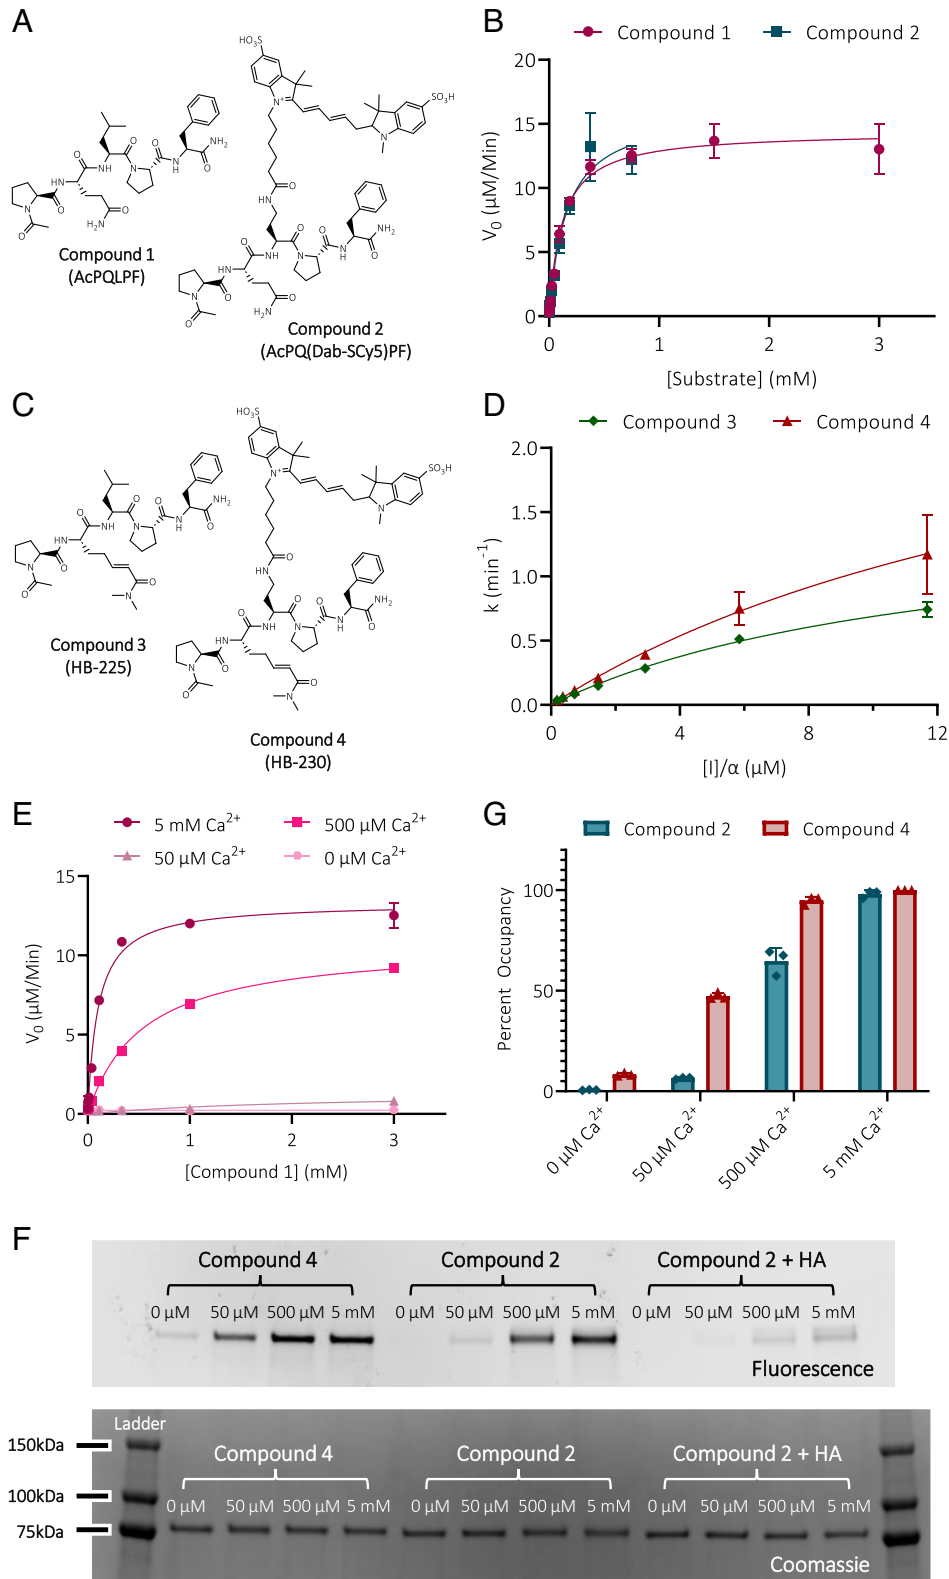 A
HO₃S
SO₃H
N⁺
N
O
HN
NH
NH₂
H₂N
Compound 1
(AcPQLPF)
Compound 2
(AcPQ(Dab-SCy5)PF)
B
Compound 1
Compound 2
V₀ (µM/Min)
20
15
10
5
0
0
1
2
3
[Substrate] (mM)
C
HO₃S
SO₃H
N⁺
N
O
HN
NH
NH₂
Compound 3
(HB-225)
Compound 4
(HB-230)
D
Compound 3
Compound 4
k (min⁻¹)
2.0
1.5
1.0
0.5
0.0
0
4
8
12
[I]/α (µM)
E
5 mM Ca²⁺
500 µM Ca²⁺
50 µM Ca²⁺
0 µM Ca²⁺
V₀ (µM/Min)
15
10
5
0
0
1
2
3
[Compound 1] (mM)
G
Compound 2
Compound 4
Percent Occupancy
100
50
0
0 µM Ca²⁺
50 µM Ca²⁺
500 µM Ca²⁺
5 mM Ca²⁺
F
Compound 4
Compound 2
Compound 2 + HA
0 µM 50 µM 500 µM 5 mM
0 µM 50 µM 500 µM 5 mM
0 µM 50 µM 500 µM 5 mM
Fluorescence
Ladder
150kDa
100kDa
75kDa
Compound 4
Compound 2
Compound 2 + HA
0 µM 50 µM 500 µM 5 mM
0 µM 50 µM 500 µM 5 mM
0 µM 50 µM 500 µM 5 mM
Coomassie